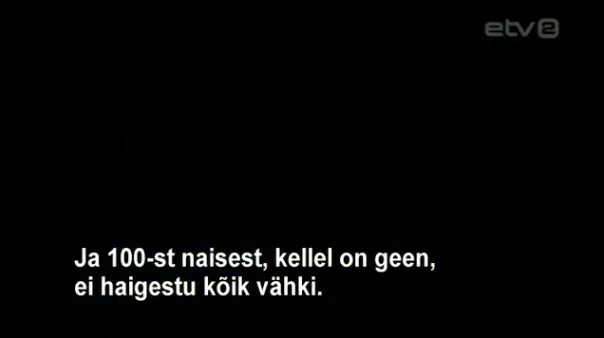 etv2
Ja 100-st naisest, kellel on geen,
ei haigestu kõik vähki.